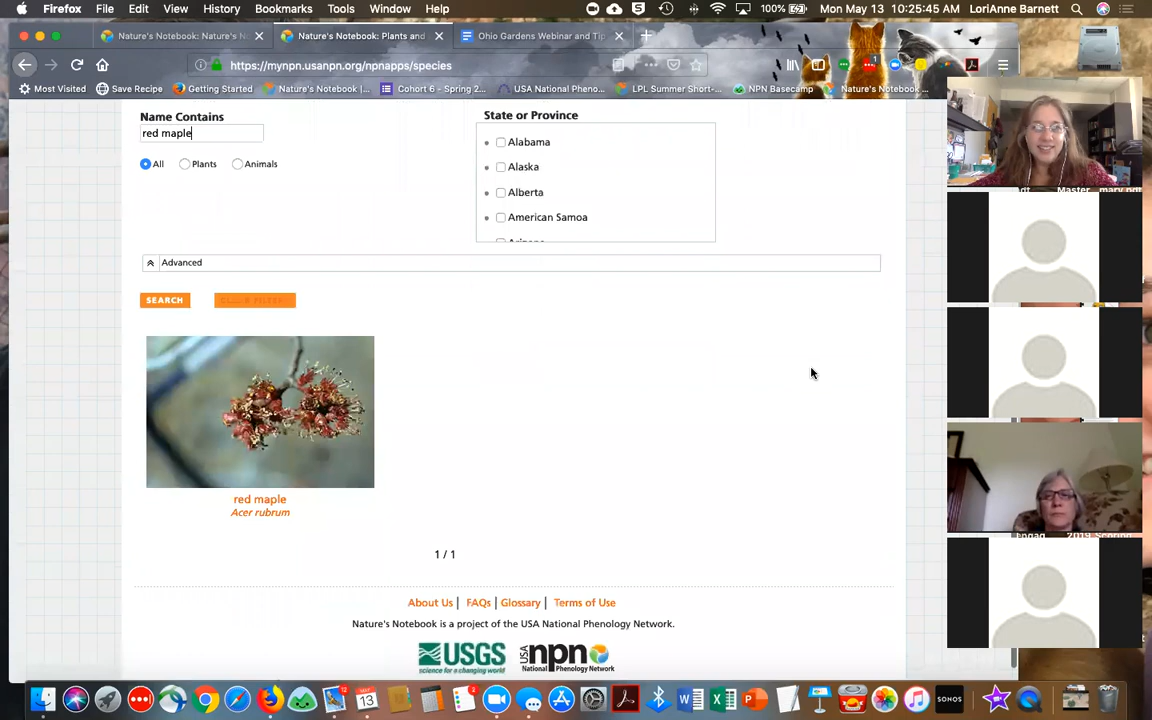 Firefox File Edit View History Bookmarks Tools Window Help 100% Mon May 13 10:25:45 AM LoriAnne Barnett
Nature's Notebook: Nature's N Nature's Notebook: Plants and Ohio Gardens Webinar and Tip
https://mynpn.usanpn.org/npnapps/species
Most Visited Save Recipe Getting Started Nature's Notebook |... Cohort 6 - Spring 2... USA National Pheno... LPL Summer Short-... NPN Basecamp Nature's Notebook ...
Name Contains
red maple
All Plants Animals
State or Province
Alabama
Alaska
Alberta
American Samoa
Advanced
SEARCH
red maple
Acer rubrum
1 / 1
About Us | FAQs | Glossary | Terms of Use
Nature's Notebook is a project of the USA National Phenology Network.
USGS
science for a changing world
USA npn
National Phenology Network
MAY
13
SONOS